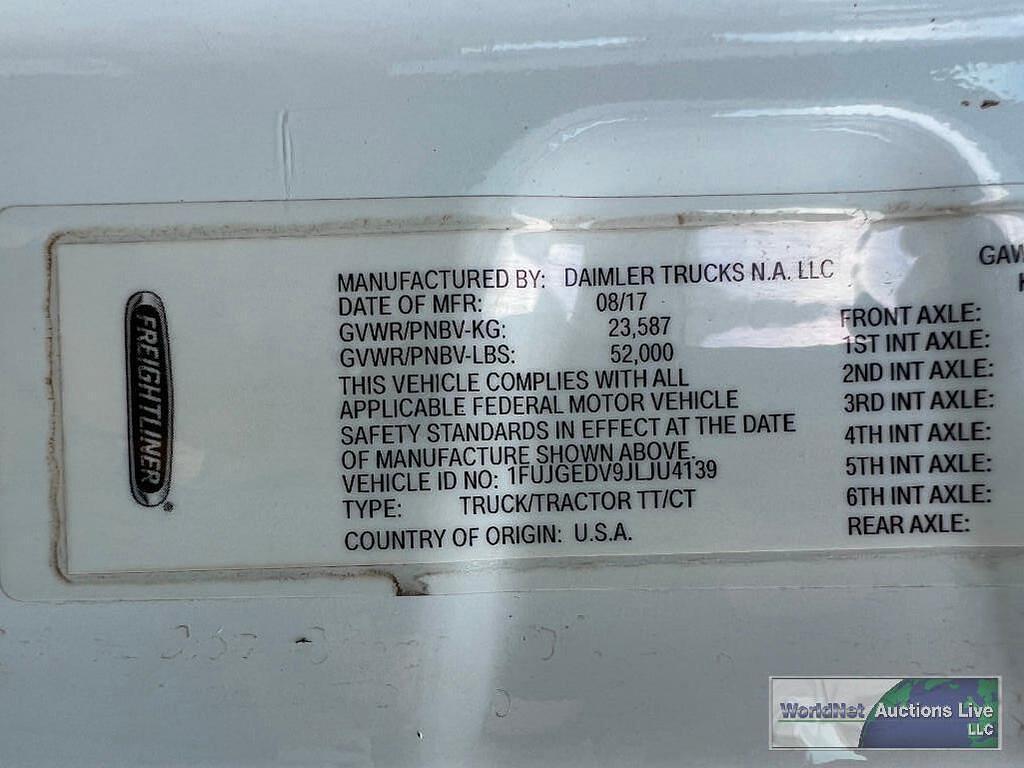 FREIGHTLINER
MANUFACTURED BY: DAIMLER TRUCKS N.A. LLC
DATE OF MFR: 08/17
GVWR/PNBV-KG: 23,587
GVWR/PNBV-LBS: 52,000
THIS VEHICLE COMPLIES WITH ALL
APPLICABLE FEDERAL MOTOR VEHICLE
SAFETY STANDARDS IN EFFECT AT THE DATE
OF MANUFACTURE SHOWN ABOVE.
VEHICLE ID NO: 1FUJGEDV9JLJU4139
TYPE: TRUCK/TRACTOR TT/CT
COUNTRY OF ORIGIN: U.S.A.
FRONT AXLE:
1ST INT AXLE:
2ND INT AXLE:
3RD INT AXLE:
4TH INT AXLE:
5TH INT AXLE:
6TH INT AXLE:
REAR AXLE:
WorldNet Auctions Live
LLC